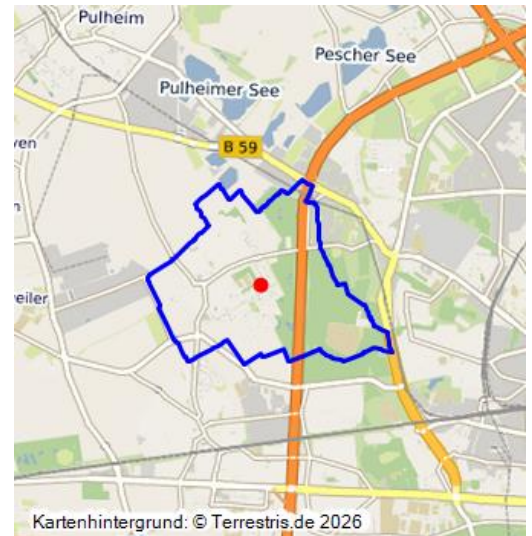 Pulheim
Pescher See
Pulheimer See
B 59
ven
n
eiler
Kartenhintergrund: © Terrestris.de 2026